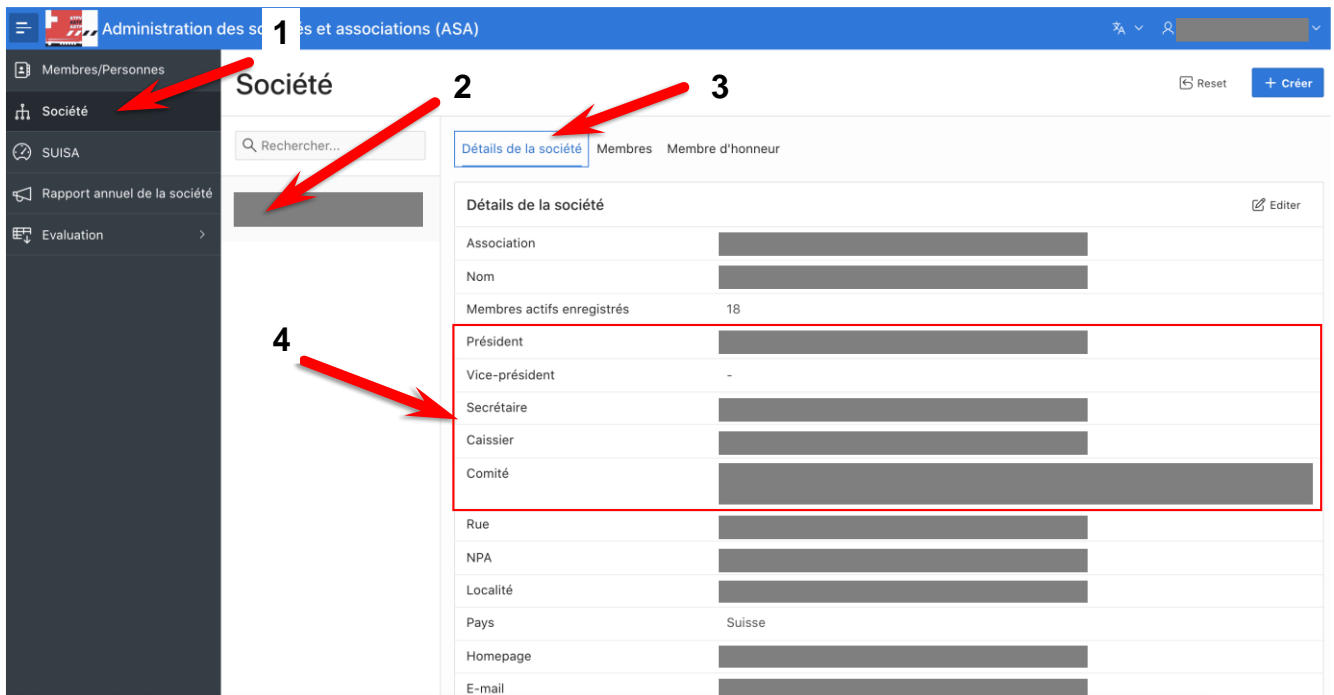 Administration des so és et associations (ASA)
1
Membres/Personnes
Société
SUISA
Rapport annuel de la société
Evaluation
Société
Reset
+ Créer
2
3
Rechercher...
Détails de la société Membres Membre d'honneur
Détails de la société
Editer
Association
Nom
Membres actifs enregistrés 18
4
Président
Vice-président -
Secrétaire
Caissier
Comité
Rue
NPA
Localité
Pays Suisse
Homepage
E-mail